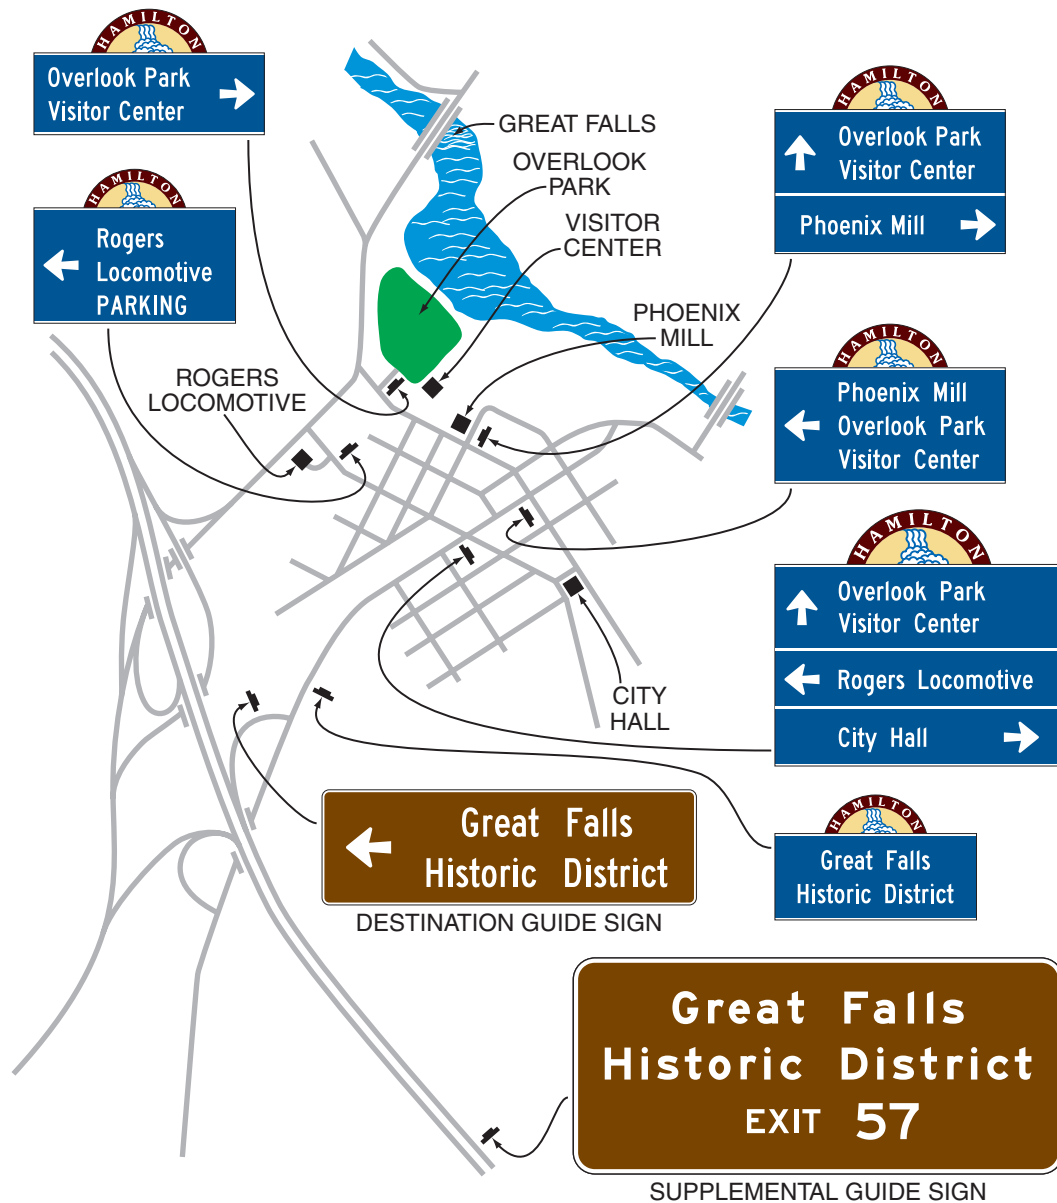 HAMILTON
Overlook Park
Visitor Center
HAMILTON
Rogers
Locomotive
PARKING
GREAT FALLS
OVERLOOK
PARK
VISITOR
CENTER
PHOENIX
MILL
ROGERS
LOCOMOTIVE
CITY
HALL
HAMILTON
Overlook Park
Visitor Center
Phoenix Mill
HAMILTON
Phoenix Mill
Overlook Park
Visitor Center
HAMILTON
Overlook Park
Visitor Center
Rogers Locomotive
City Hall
HAMILTON
Great Falls
Historic District
Great Falls
Historic District
DESTINATION GUIDE SIGN
Great Falls
Historic District
EXIT 57
SUPPLEMENTAL GUIDE SIGN